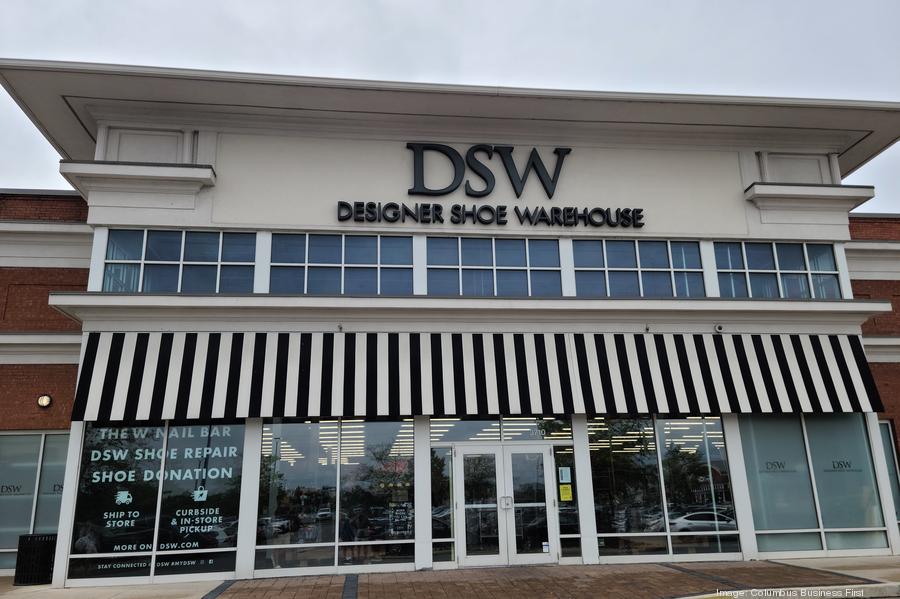 DSW
DESIGNER SHOE WAREHOUSE
THE W NAIL BAR
DSW SHOE REPAIR
SHOE DONATION
SHIP TO
STORE
CURBSIDE
& IN-STORE
PICKUP
MORE ON DSW.COM
STAY CONNECTED @DSW #MYDSW
DSW
DSW
DSW
DSW
Image: Columbus Business First